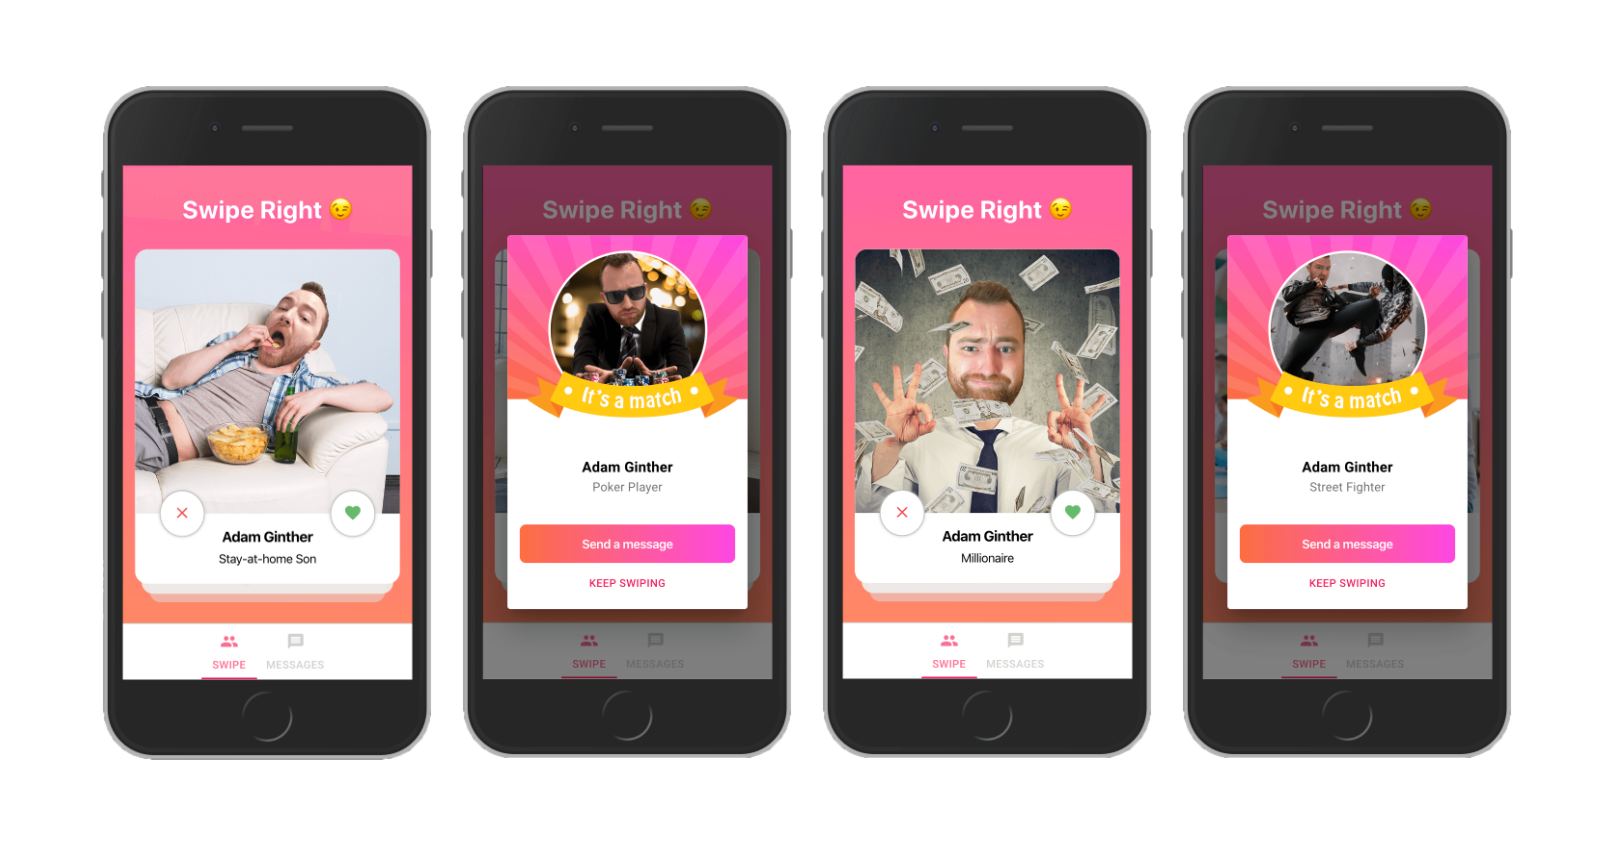 Swipe Right 😉
Adam Ginther
Stay-at-home Son
SWIPE
MESSAGES
Swipe Right 😉
It's a match
Adam Ginther
Poker Player
Send a message
KEEP SWIPING
SWIPE
MESSAGES
Swipe Right 😉
Adam Ginther
Millionaire
SWIPE
MESSAGES
Swipe Right 😉
It's a match
Adam Ginther
Street Fighter
Send a message
KEEP SWIPING
SWIPE
MESSAGES